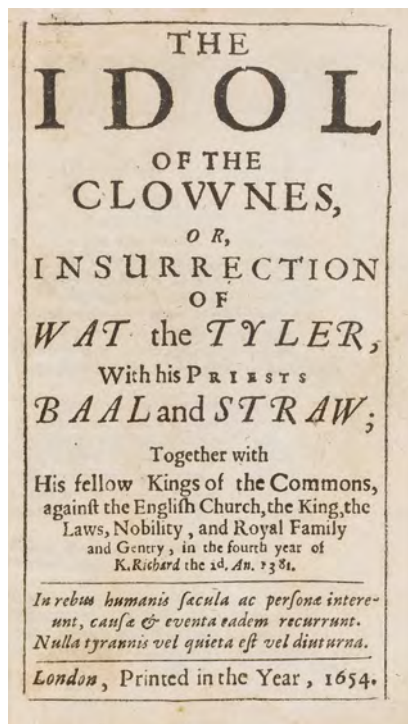 THE
IDOL
OF THE
CLOVVNES,
OR,
INSURRECTION
OF
WAT the TYLER,
With his PRIESTS
BAAL and STRAW;
Together with
His fellow Kings of the Commons,
againſt the Engliſh Church, the King, the
Laws, Nobility, and Royal Family
and Gentry, in the fourth year of
K. Richard the 2d. An. 1381.
In rebus humanis ſæcula ac perſonæ intere-
unt, cauſæ & eventa eadem recurrunt.
Nulla tyrannis vel quieta eſt vel diuturna.
London, Printed in the Year, 1654.